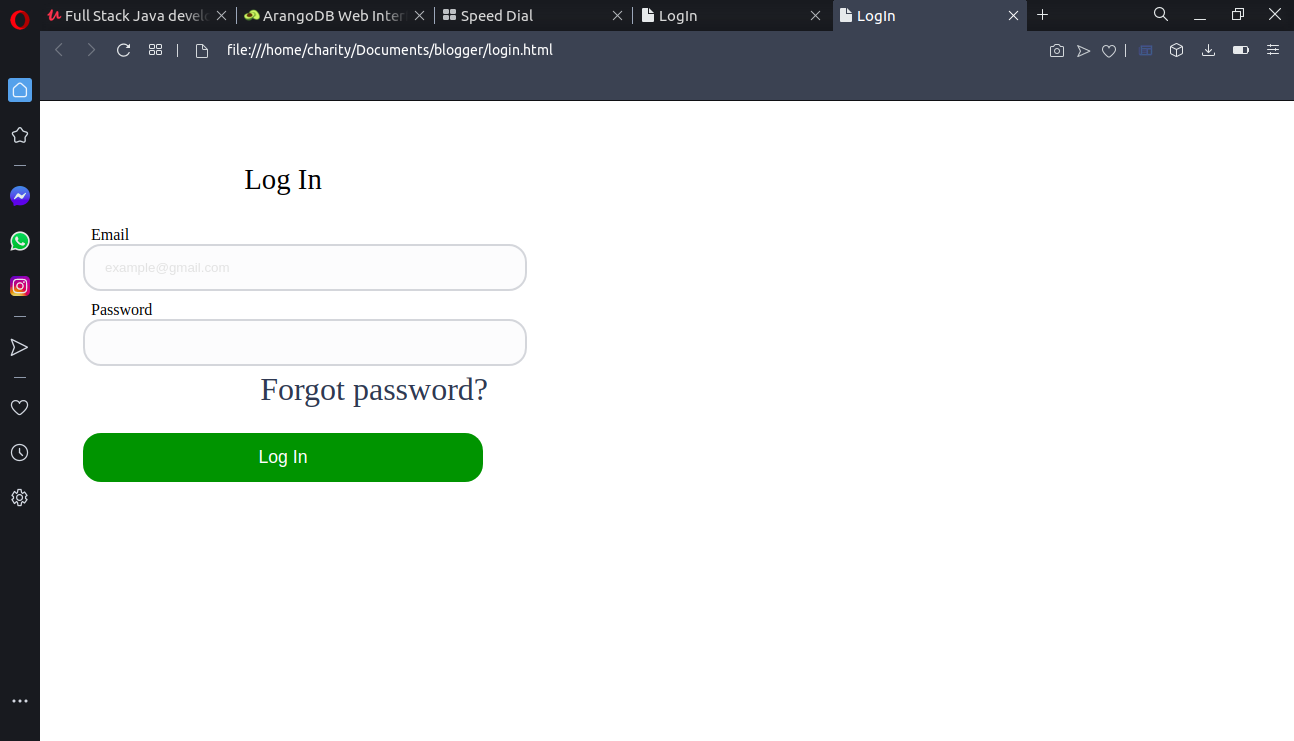 Full Stack Java develo
ArangoDB Web Inter
Speed Dial
LogIn
LogIn
file:///home/charity/Documents/blogger/login.html
Log In
Email
example@gmail.com
Password
Forgot password?
Log In